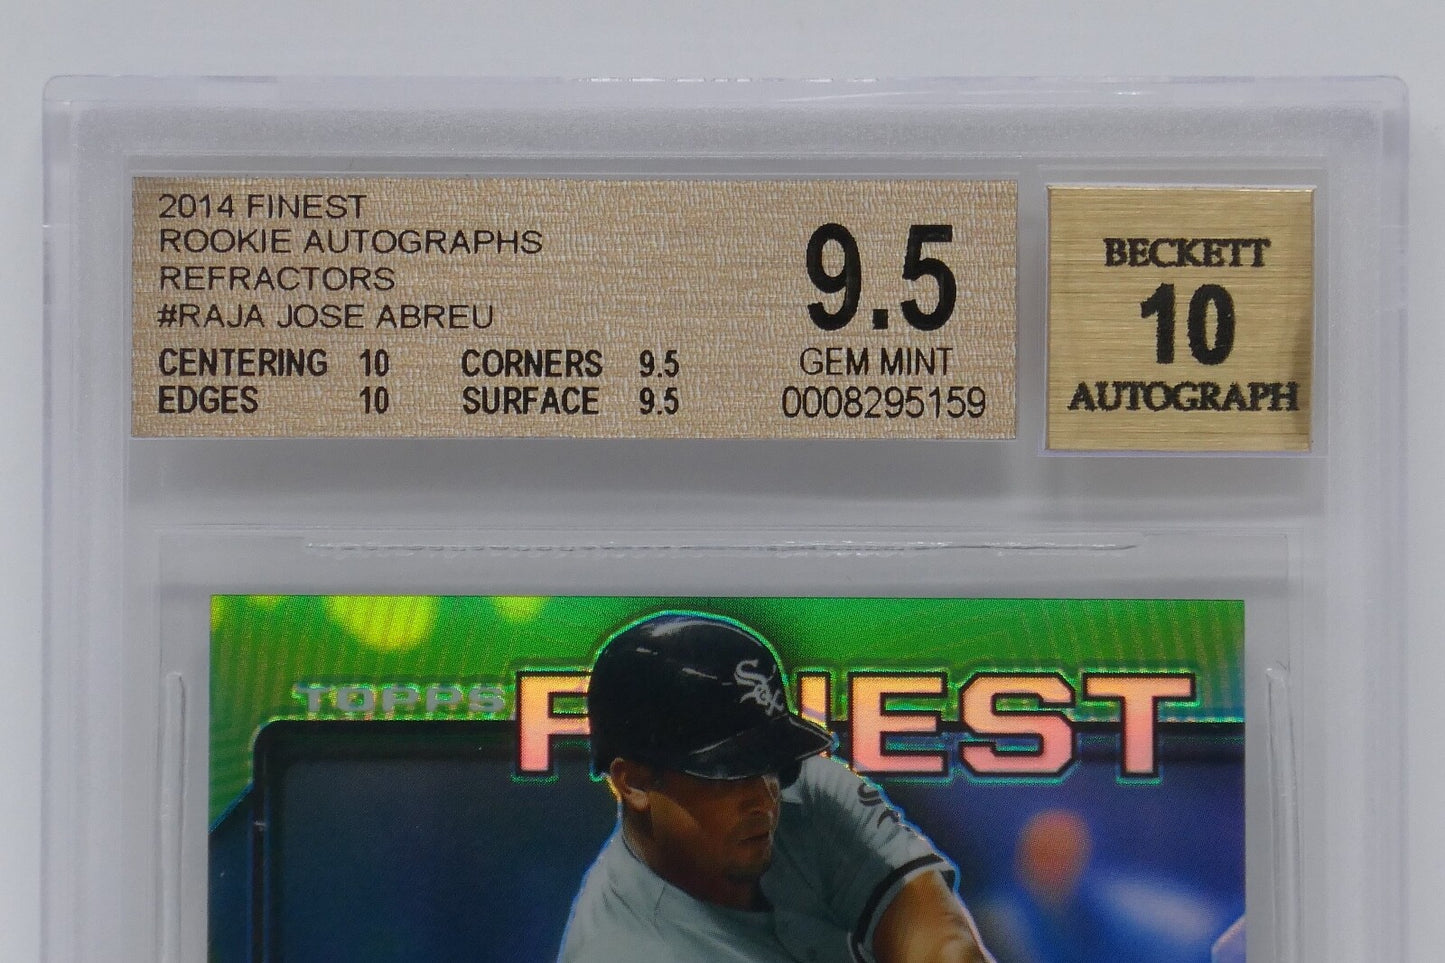 2014 FINEST
ROOKIE AUTOGRAPHS
REFRACTORS
#RAJA JOSE ABREU
CENTERING 10 CORNERS 9.5
EDGES 10 SURFACE 9.5
9.5
GEM MINT
0008295159
BECKETT
10
AUTOGRAPH
TOPPS
Sox